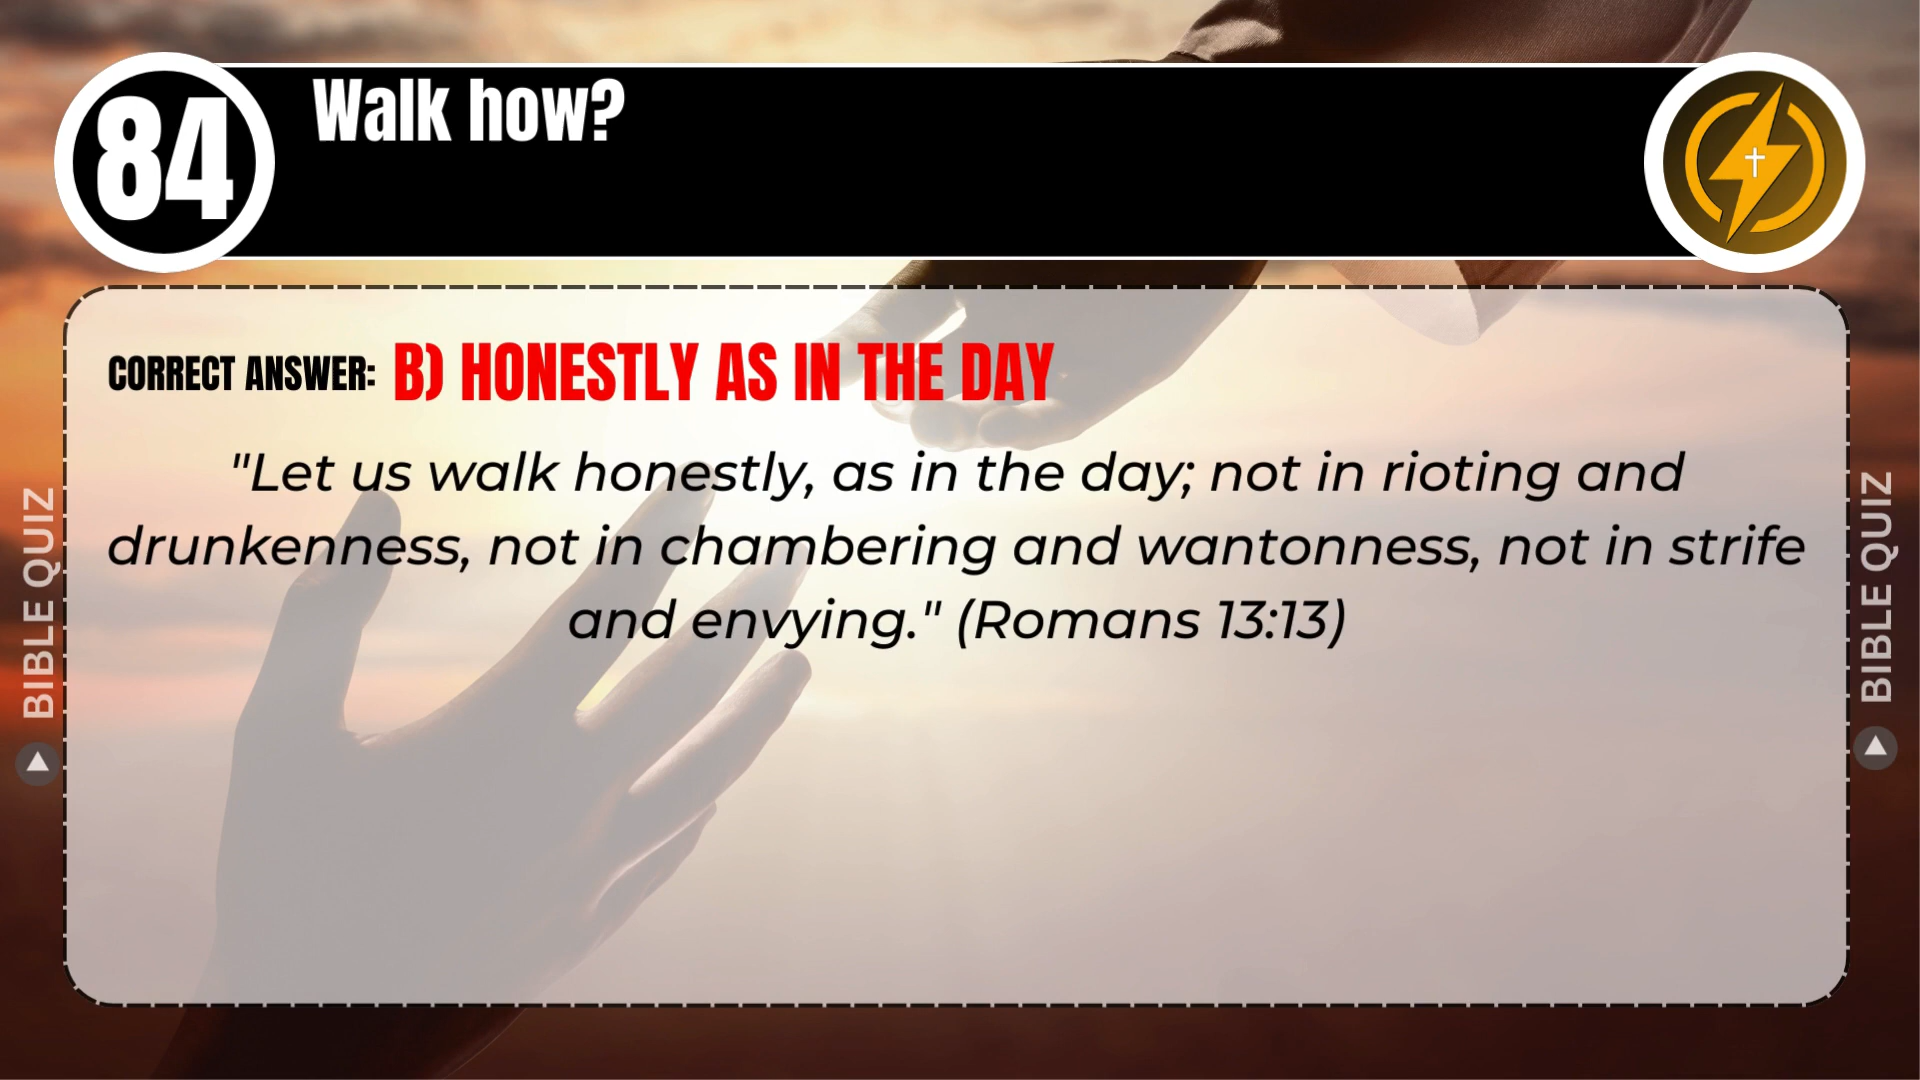 84
Walk how?
CORRECT ANSWER: B) HONESTLY AS IN THE DAY
"Let us walk honestly, as in the day; not in rioting and
drunkenness, not in chambering and wantonness, not in strife
and envying." (Romans 13:13)
BIBLE QUIZ
BIBLE QUIZ